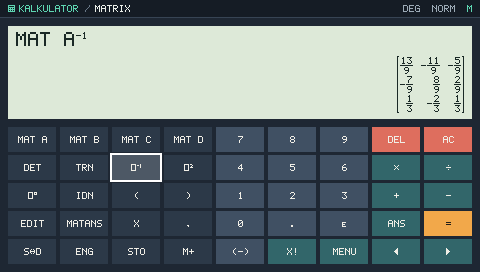 KALKULATOR / MATRIX DEG NORM M
MAT A⁻¹
13/9 -11/9 -5/9
-7/9 8/9 2/9
1/3 -2/3 1/3
MAT A MAT B MAT C MAT D 7 8 9 DEL AC
DET TRN □⁻¹ □² 4 5 6 × ÷
□ⁿ IDN ( ) 1 2 3 + −
EDIT MATANS X , 0 . E ANS =
S⇔D ENG STO M+ (−) X! MENU ◀ ▶